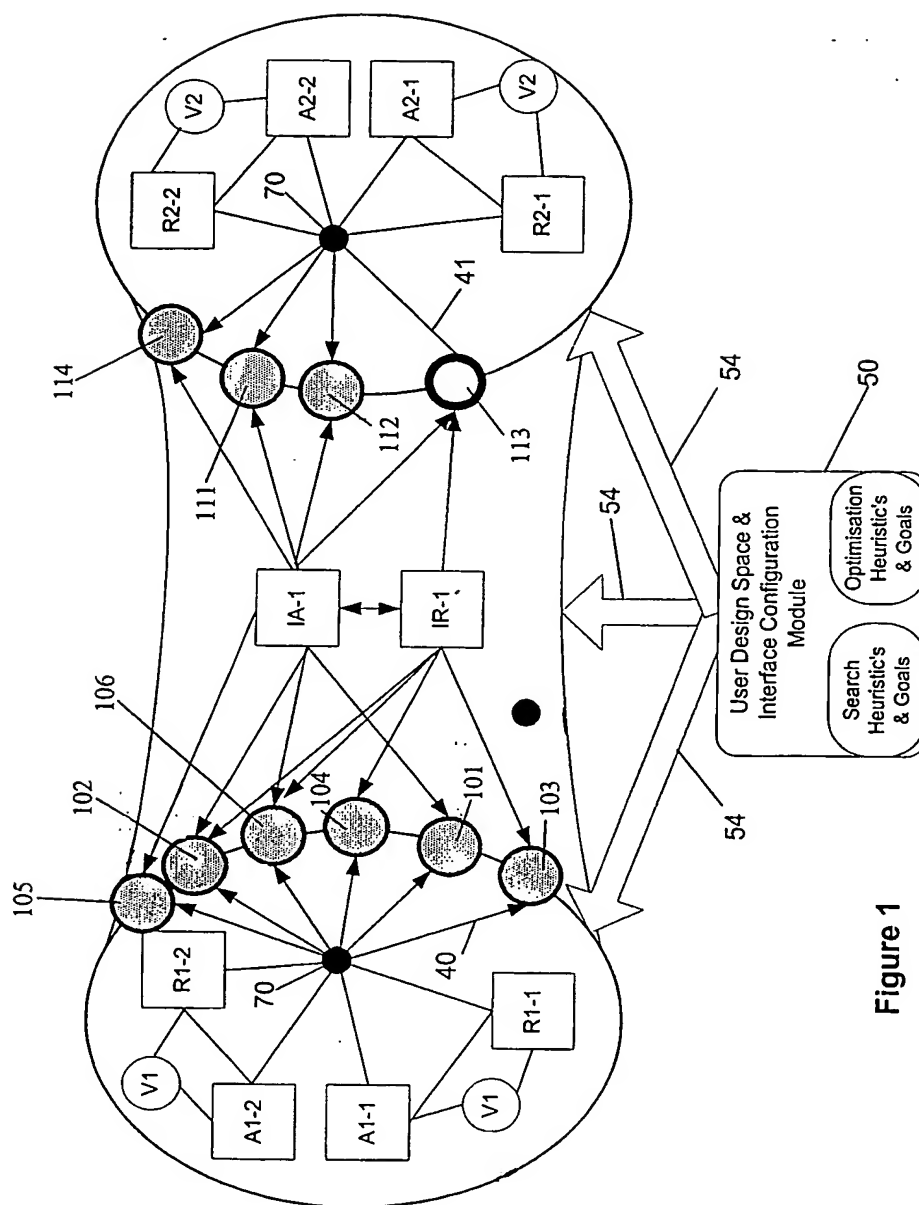 114
111
112
113
70
41
R2-2
V2
A2-2
A2-1
V2
R2-1
IA-1
IR-1
105
102
106
104
101
103
70
40
R1-2
V1
A1-2
A1-1
V1
R1-1
54
54
54
50
User Design Space &
Interface Configuration
Module
Search
Heuristic's
& Goals
Optimisation
Heuristic's
& Goals
Figure 1